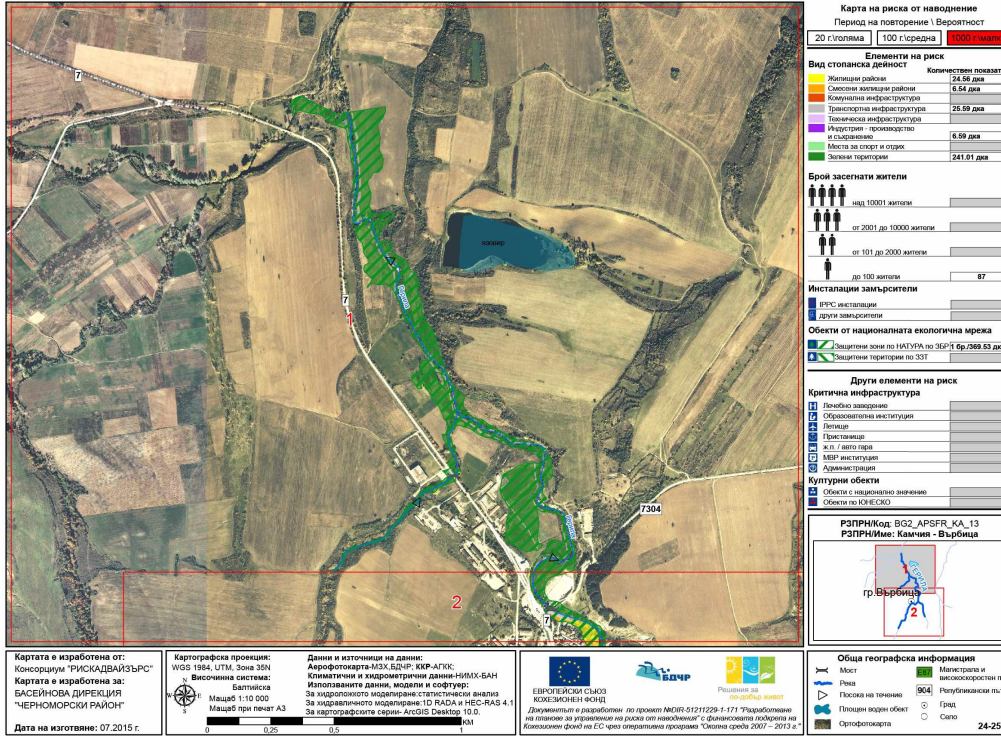 7
язовир
Герила
7
1
7304
Герила
2
7
Карта на риска от наводнение
Период на повторение \ Вероятност
20 г.\голяма 100 г.\средна 1000 г.\малка
Елементи на риск
Вид стопанска дейност
Количествен показат
Жилищни райони 24.56 дка
Смесени жилищни райони 6.54 дка
Комунална инфраструктура
Транспортна инфраструктура 25.59 дка
Техническа инфраструктура
Индустрия - производство
и съхранение 6.59 дка
Места за спорт и отдих
Зелени територии 241.01 дка
Брой засегнати жители
над 10001 жители
от 2001 до 10000 жители
от 101 до 2000 жители
до 100 жители 87
Инсталации замърсители
IPPC инсталации
други замърсители
Обекти от националната екологична мрежа
Защитени зони по НАТУРА по ЗБР 1 бр./369.53 дк
Защитени територии по ЗЗТ
Други елементи на риск
Критична инфраструктура
Лечебно заведение
Образователна институция
Летище
Пристанище
ж.п. / авто гара
МВР институция
Администрация
Културни обекти
Обекти с национално значение
Обекти по ЮНЕСКО
РЗПРН/Код: BG2_APSFR_KA_13
РЗПРН/Име: Камчия - Върбица
1
ГЕРИЛА
гр.Върбица
2
Картата е изработена от:
Консорциум "РИСКАДВАЙЗЪРС"
Картата е изработена за:
БАСЕЙНОВА ДИРЕКЦИЯ
"ЧЕРНОМОРСКИ РАЙОН"
Дата на изготвяне: 07.2015 г.
Картографска проекция:
WGS 1984, UTM, Зона 35N
Височинна система:
Балтийска
Мащаб 1:10 000
Мащаб при печат А3
N
W E
S
Данни и източници на данни:
Аерофотокарта-МЗХ,БДЧР; ККР-АГКК;
Климатични и хидрометрични данни-НИМХ-БАН
Използваните данни, модели и софтуер:
За хидроложкото моделиране:статистически анализ
За хидравличното моделиране:1D RADA и HEC-RAS 4.1
За картографските серии- ArcGIS Desktop 10.0.
KM
0 0,25 0,5 1
ЕВРОПЕЙСКИ СЪЮЗ
КОХЕЗИОНЕН ФОНД
БДЧР
Решения за
по-добър живот
Документът е разработен по проект №DIR-51211229-1-171 "Разработване
на планове за управление на риска от наводнения" с финансовата подкрепа на
Кохезионен фонд на ЕС чрез оперативна програма "Околна среда 2007 – 2013 г."
Обща географска информация
Мост
Река
Посока на течение
Площен воден обект
Ортофотокарта
E87 Магистрала и
високоскоростен п
904 Републикански пъ
Град
Село
24-25